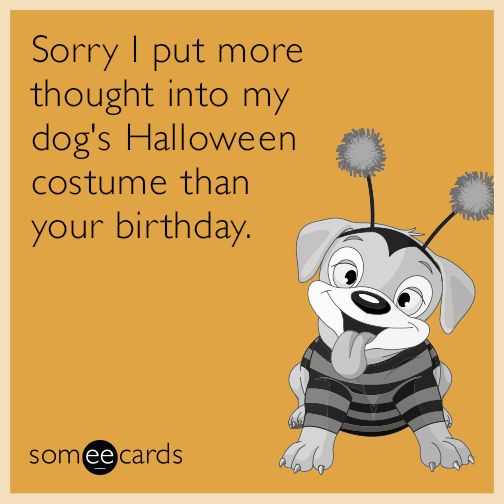 Sorry I put more
thought into my
dog's Halloween
costume than
your birthday.
someecards